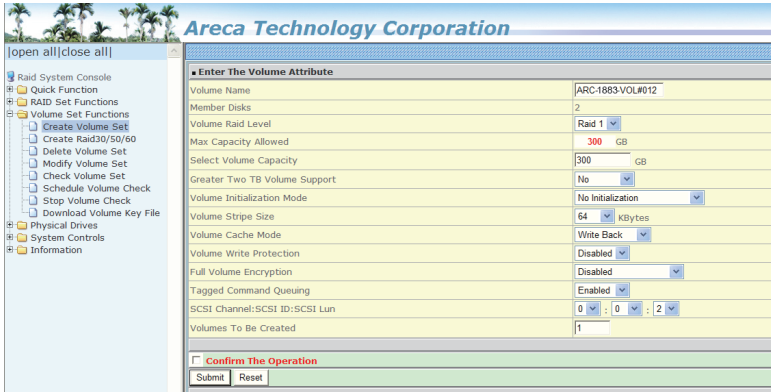 Areca Technology Corporation
|open all|close all|
Raid System Console
Quick Function
RAID Set Functions
Volume Set Functions
Create Volume Set
Create Raid30/50/60
Delete Volume Set
Modify Volume Set
Check Volume Set
Schedule Volume Check
Stop Volume Check
Download Volume Key File
Physical Drives
System Controls
Information
Enter The Volume Attribute
Volume Name ARC-1883-VOL#012
Member Disks 2
Volume Raid Level Raid 1
Max Capacity Allowed 300 GB
Select Volume Capacity 300 GB
Greater Two TB Volume Support No
Volume Initialization Mode No Initialization
Volume Stripe Size 64 KBytes
Volume Cache Mode Write Back
Volume Write Protection Disabled
Full Volume Encryption Disabled
Tagged Command Queuing Enabled
SCSI Channel:SCSI ID:SCSI Lun 0 : 0 : 2
Volumes To Be Created 1
Confirm The Operation
Submit Reset